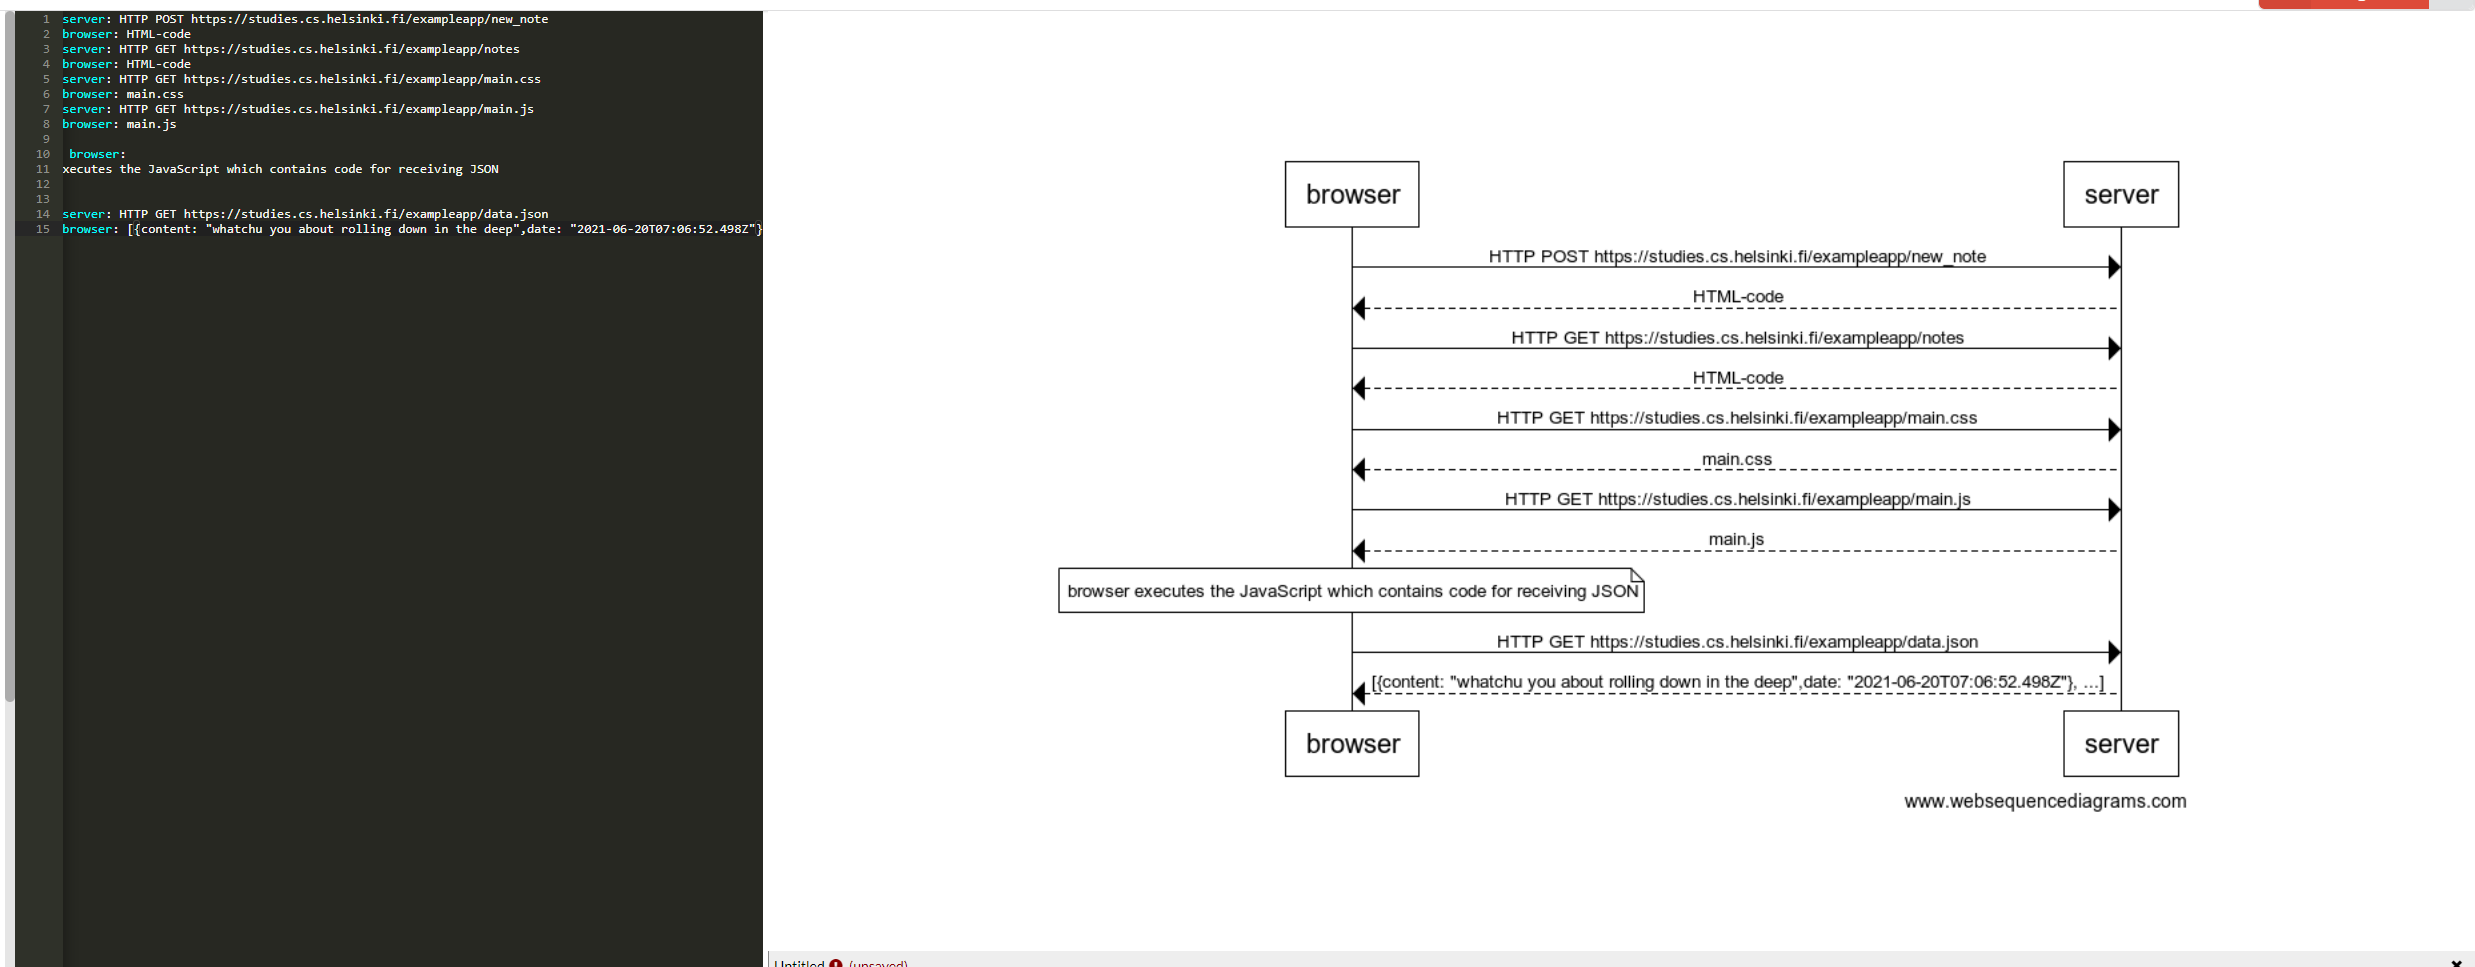 1 server: HTTP POST https://studies.cs.helsinki.fi/exampleapp/new_note
2 browser: HTML-code
3 server: HTTP GET https://studies.cs.helsinki.fi/exampleapp/notes
4 browser: HTML-code
5 server: HTTP GET https://studies.cs.helsinki.fi/exampleapp/main.css
6 browser: main.css
7 server: HTTP GET https://studies.cs.helsinki.fi/exampleapp/main.js
8 browser: main.js
9
10 browser:
11 xecutes the JavaScript which contains code for receiving JSON
12
13
14 server: HTTP GET https://studies.cs.helsinki.fi/exampleapp/data.json
15 browser: [{content: "whatchu you about rolling down in the deep",date: "2021-06-20T07:06:52.498Z"}
browser server
HTTP POST https://studies.cs.helsinki.fi/exampleapp/new_note
HTML-code
HTTP GET https://studies.cs.helsinki.fi/exampleapp/notes
HTML-code
HTTP GET https://studies.cs.helsinki.fi/exampleapp/main.css
main.css
HTTP GET https://studies.cs.helsinki.fi/exampleapp/main.js
main.js
browser executes the JavaScript which contains code for receiving JSON
HTTP GET https://studies.cs.helsinki.fi/exampleapp/data.json
[{content: "whatchu you about rolling down in the deep",date: "2021-06-20T07:06:52.498Z"}, ...]
browser server
www.websequencediagrams.com
Untitled (unsaved)